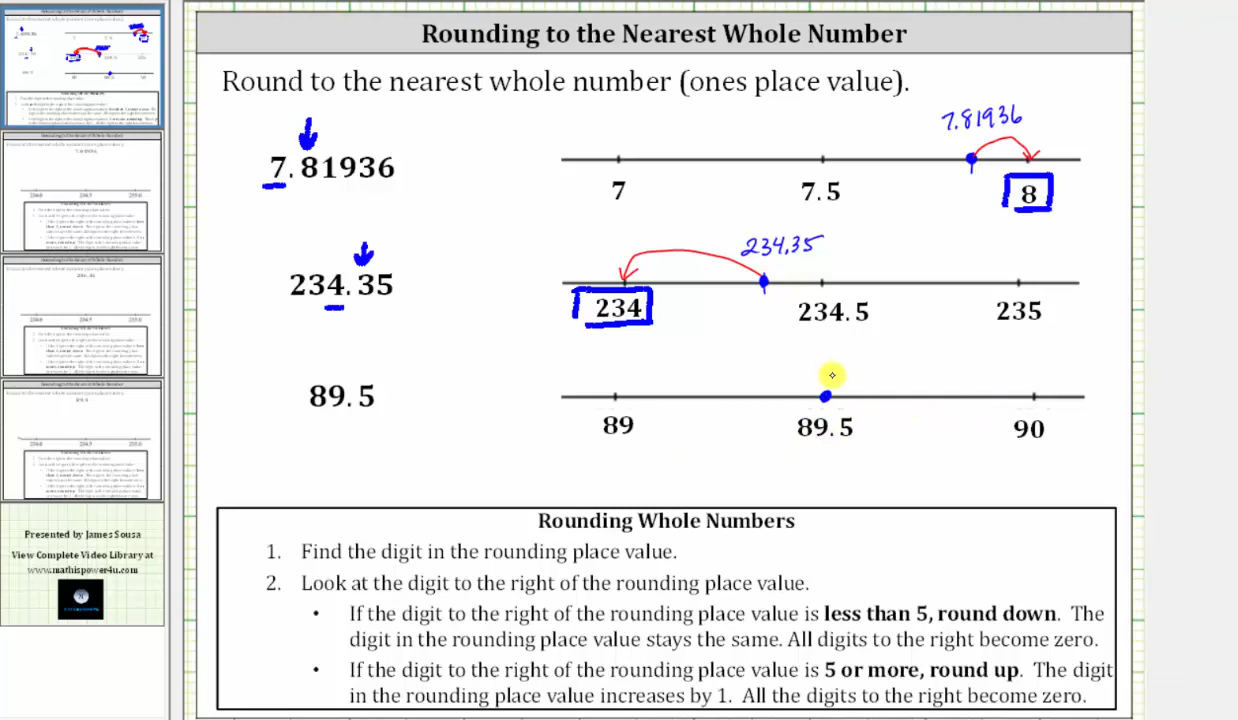 Rounding to the Nearest Whole Number
Round to the nearest whole number (ones place value).
7.81936
7.81936
7
7.5
8
234.35
234.35
234
234.5
235
89.5
89
89.5
90
Rounding Whole Numbers
1. Find the digit in the rounding place value.
2. Look at the digit to the right of the rounding place value.
• If the digit to the right of the rounding place value is less than 5, round down. The
digit in the rounding place value stays the same. All digits to the right become zero.
• If the digit to the right of the rounding place value is 5 or more, round up. The digit
in the rounding place value increases by 1. All the digits to the right become zero.
Presented by James Sousa
View Complete Video Library at
www.mathispower4u.com